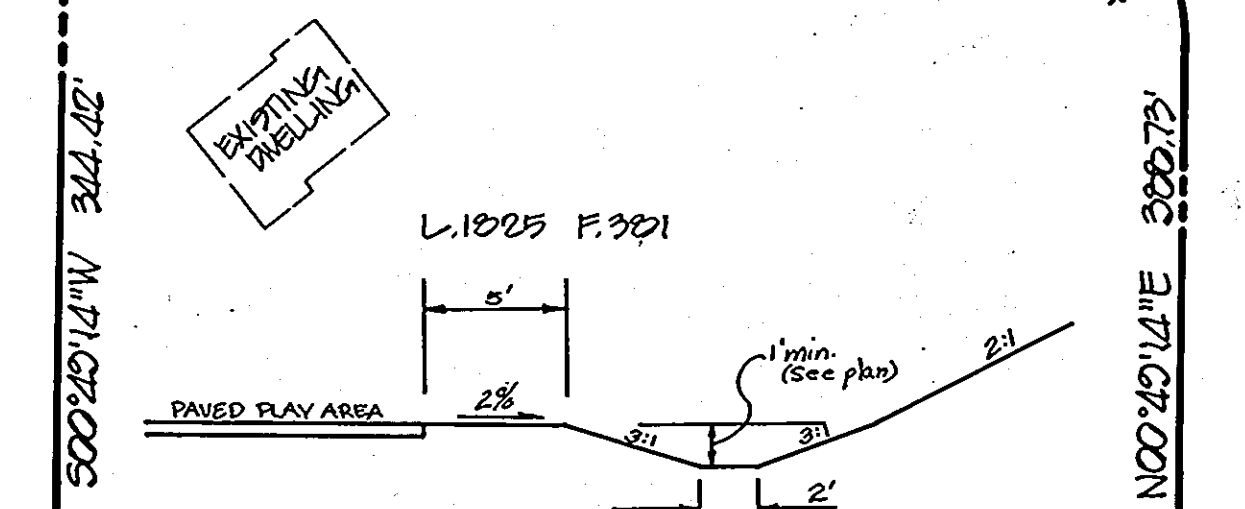 EXISTING
DWELLING
S00°49'14"W 344.42'
L.1825 F.381
N00°49'14"E 388.73'
5'
1' min.
(See plan)
2:1
PAVED PLAY AREA
2%
3:1
3:1
2'